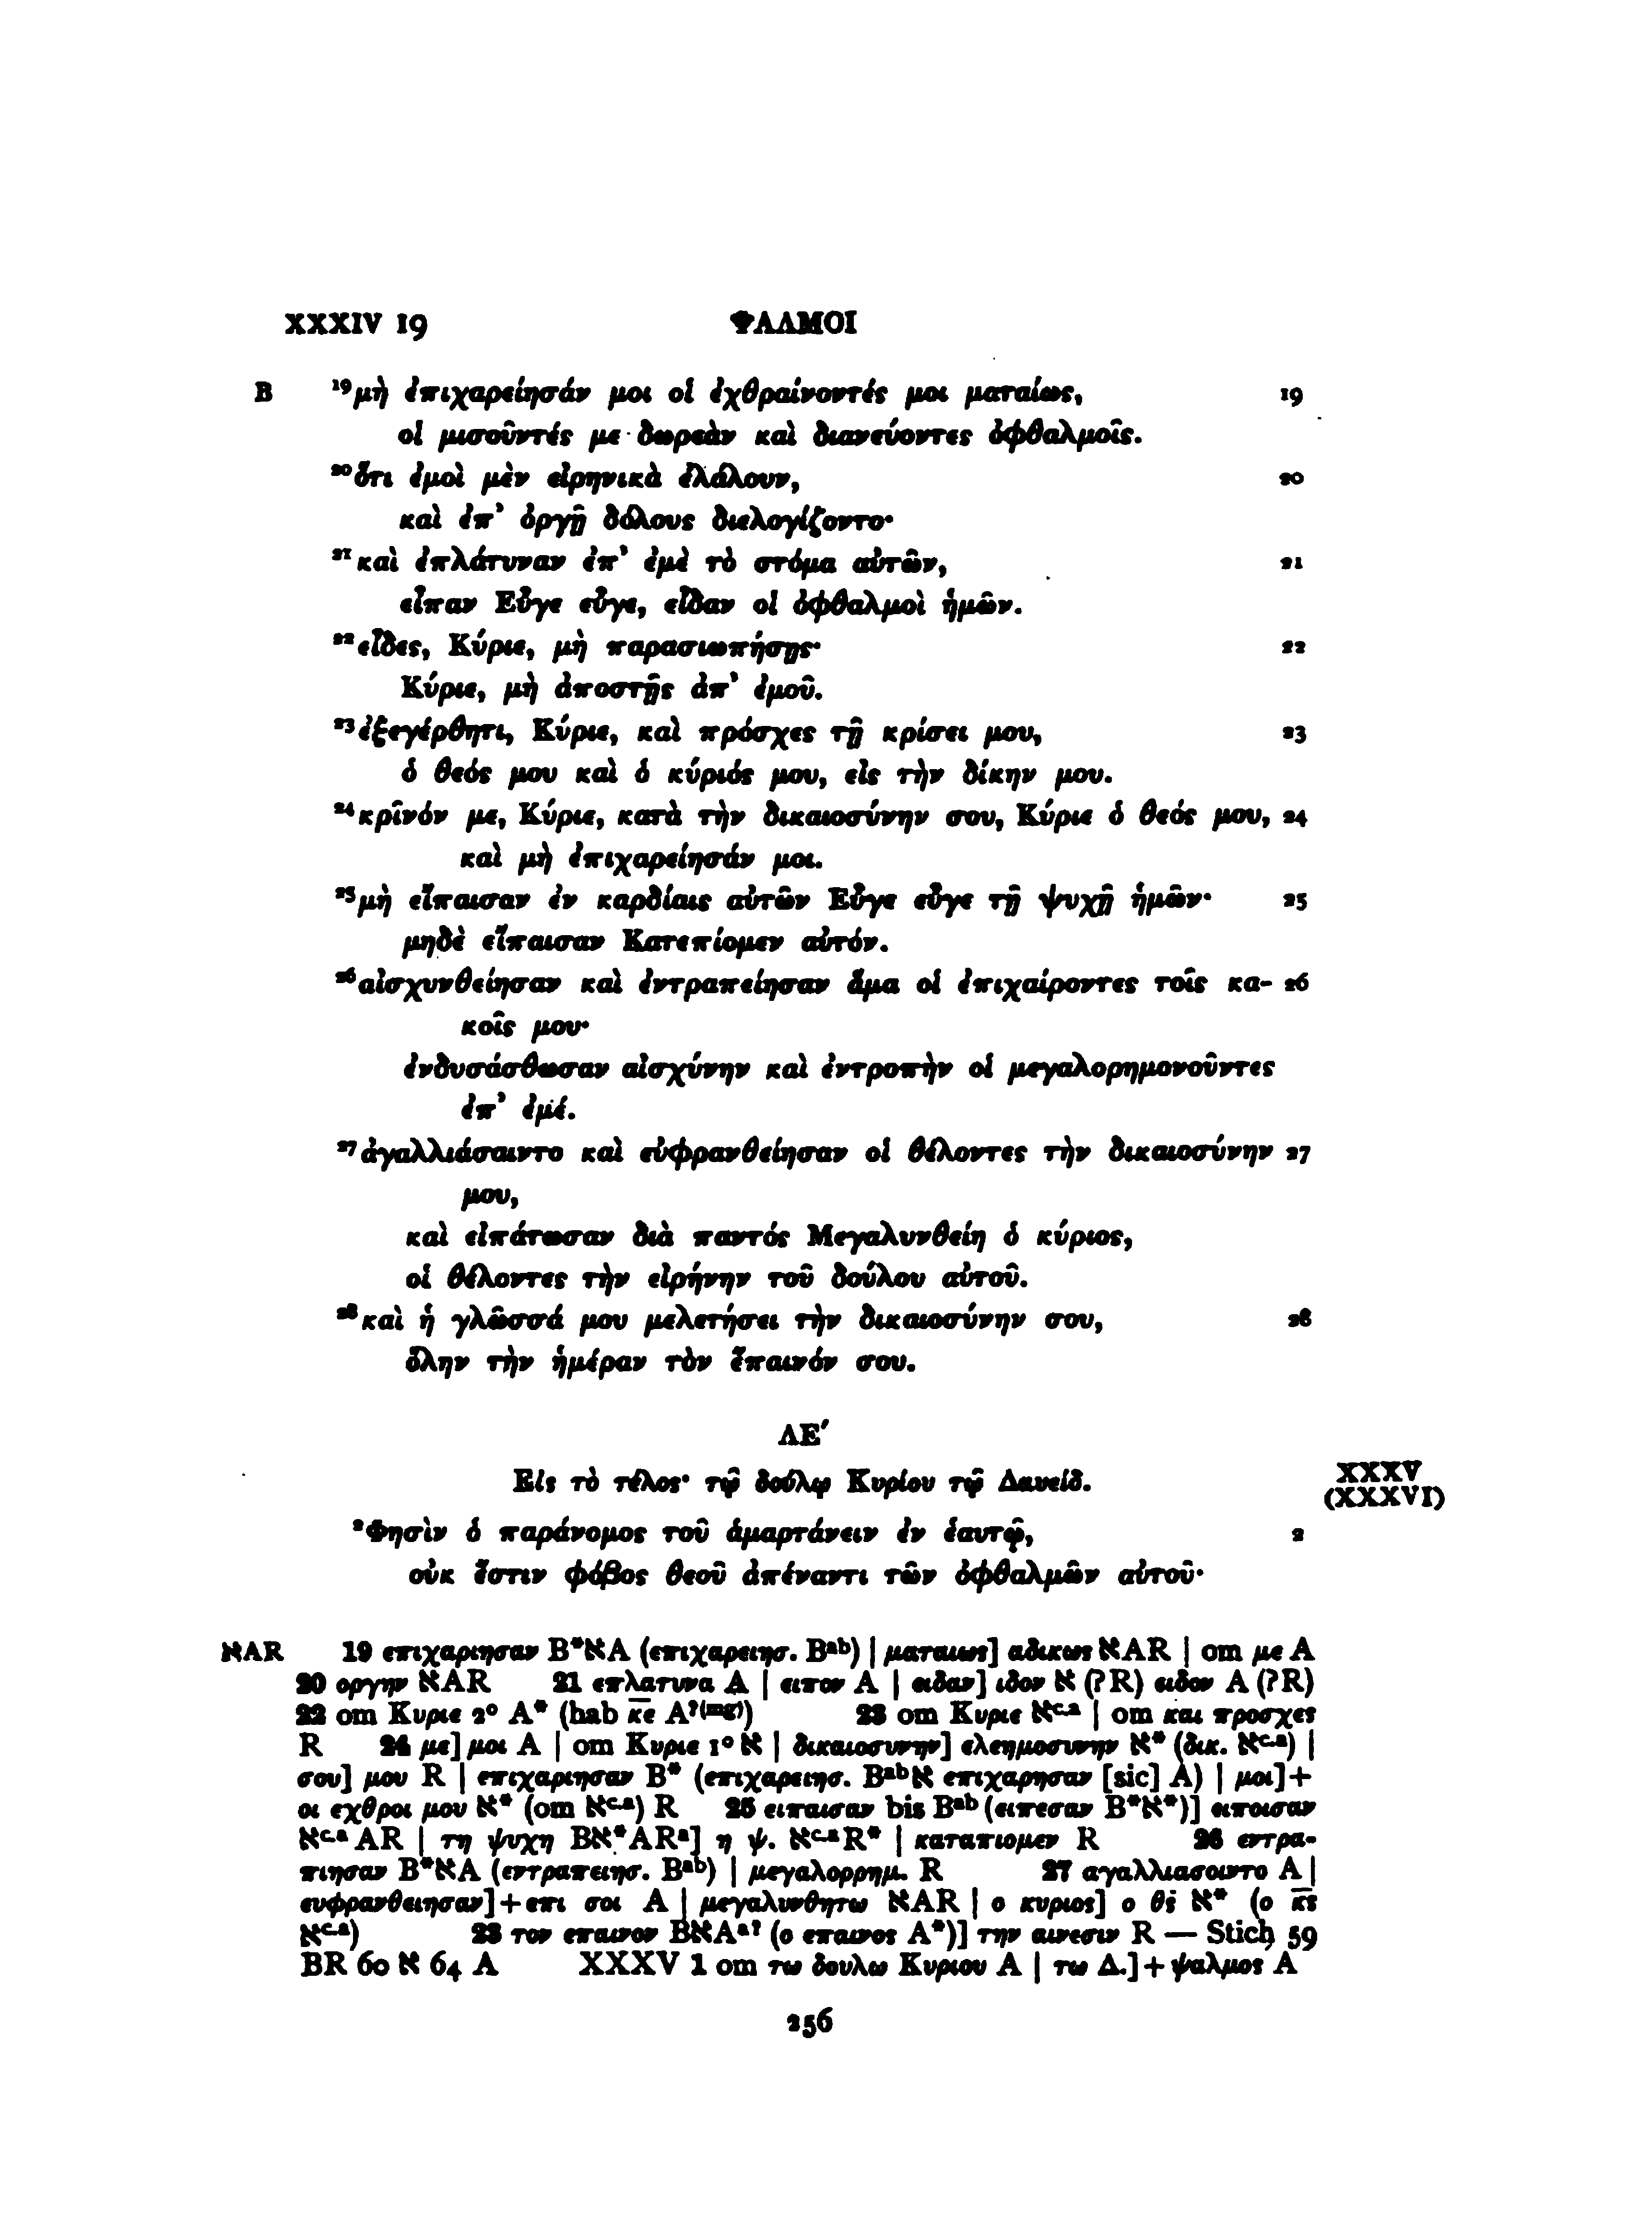 XXXIV 19 ΨΑΛΜΟΙ
B ¹⁹μὴ ἐπιχαρείησάν μοι οἱ ἐχθραίνοντές μοι ματαίως, 19
οἱ μισοῦντές με δωρεὰν καὶ διανεύοντες ὀφθαλμοῖς.
²⁰ὅτι ἐμοὶ μὲν εἰρηνικὰ ἐλάλουν, 20
καὶ ἐπ’ ὀργῇ δόλους διελογίζοντο·
²¹καὶ ἐπλάτυναν ἐπ’ ἐμὲ τὸ στόμα αὐτῶν, 21
εἶπαν Εὖγε εὖγε, εἶδαν οἱ ὀφθαλμοὶ ἡμῶν.
²²εἶδες, Κύριε, μὴ παρασιωπήσῃς· 22
Κύριε, μὴ ἀποστῇς ἀπ’ ἐμοῦ.
²³ἐξεγέρθητι, Κύριε, καὶ πρόσχες τῇ κρίσει μου, 23
ὁ θεός μου καὶ ὁ κύριός μου, εἰς τὴν δίκην μου.
²⁴κρῖνόν με, Κύριε, κατὰ τὴν δικαιοσύνην σου, Κύριε ὁ θεός μου, 24
καὶ μὴ ἐπιχαρείησάν μοι.
²⁵μὴ εἴπαισαν ἐν καρδίαις αὐτῶν Εὖγε εὖγε τῇ ψυχῇ ἡμῶν· 25
μηδὲ εἴπαισαν Κατεπίομεν αὐτόν.
²⁶αἰσχυνθείησαν καὶ ἐντραπείησαν ἅμα οἱ ἐπιχαίροντες τοῖς κα- 26
κοῖς μου·
ἐνδυσάσθωσαν αἰσχύνην καὶ ἐντροπὴν οἱ μεγαλορημονοῦντες
ἐπ’ ἐμέ.
²⁷ἀγαλλιάσαιντο καὶ εὐφρανθείησαν οἱ θέλοντες τὴν δικαιοσύνην 27
μου,
καὶ εἰπάτωσαν διὰ παντός Μεγαλυνθείη ὁ κύριος,
οἱ θέλοντες τὴν εἰρήνην τοῦ δούλου αὐτοῦ.
²⁸καὶ ἡ γλῶσσά μου μελετήσει τὴν δικαιοσύνην σου, 28
ὅλην τὴν ἡμέραν τὸν ἔπαινόν σου.
ΛΕ΄
Εἰς τὸ τέλος· τῷ δούλῳ Κυρίου τῷ Δαυείδ. XXXV
(XXXVI)
²Φησὶν ὁ παράνομος τοῦ ἁμαρτάνειν ἐν ἑαυτῷ, 2
οὐκ ἔστιν φόβος θεοῦ ἀπέναντι τῶν ὀφθαλμῶν αὐτοῦ·
ℵAR 19 επιχαριησαν B*ℵA (επιχαρειησ. Bᵃᵇ) | ματαιως] αδικως ℵAR | om με A
20 οργην ℵAR 21 επλατυνα A | ειπον A | ειδαν] ιδον ℵ (?R) ειδον A (?R)
22 om Κυριε 2° A* (hab κ̅ε̅ A?(mg)) 23 om Κυριε ℵᶜ·ᵃ | om και προσχες
R 24 με] μοι A | om Κυριε 1° ℵ | δικαιοσυνην] ελεημοσυνην ℵ* (δικ. ℵᶜ·ᵃ) |
σου] μου R | επιχαριησαν B* (επιχαρειησ. Bᵃᵇℵ επιχαρησαν [sic] A) | μοι]+
οι εχθροι μου ℵ* (om ℵᶜ·ᵃ) R 25 ειπαισαν bis Bᵃᵇ (ειπεσαν B*ℵ*)] ειποισαν
ℵᶜ·ᵃ AR | τη ψυχη Bℵ*ARᵃ] η ψ. ℵᶜ·ᵃR* | καταπιομεν R 26 εντρα-
πιησαν B*ℵA (εντραπειησ. Bᵃᵇ) | μεγαλορρημ. R 27 αγαλλιασοιντο A |
ευφρανθειησαν]+επι σοι A | μεγαλυνθητω ℵAR | ο κυριος] ο θ̅ς̅ ℵ* (ο κ̅ς̅
ℵᶜ·ᵃ) 28 τον επαινον BℵAᵃ? (ο επαινος A*)] την αινεσιν R — Stich 59
BR 60 ℵ 64 A XXXV 1 om τω δουλω Κυριου A | τω Δ.]+ψαλμος A
256